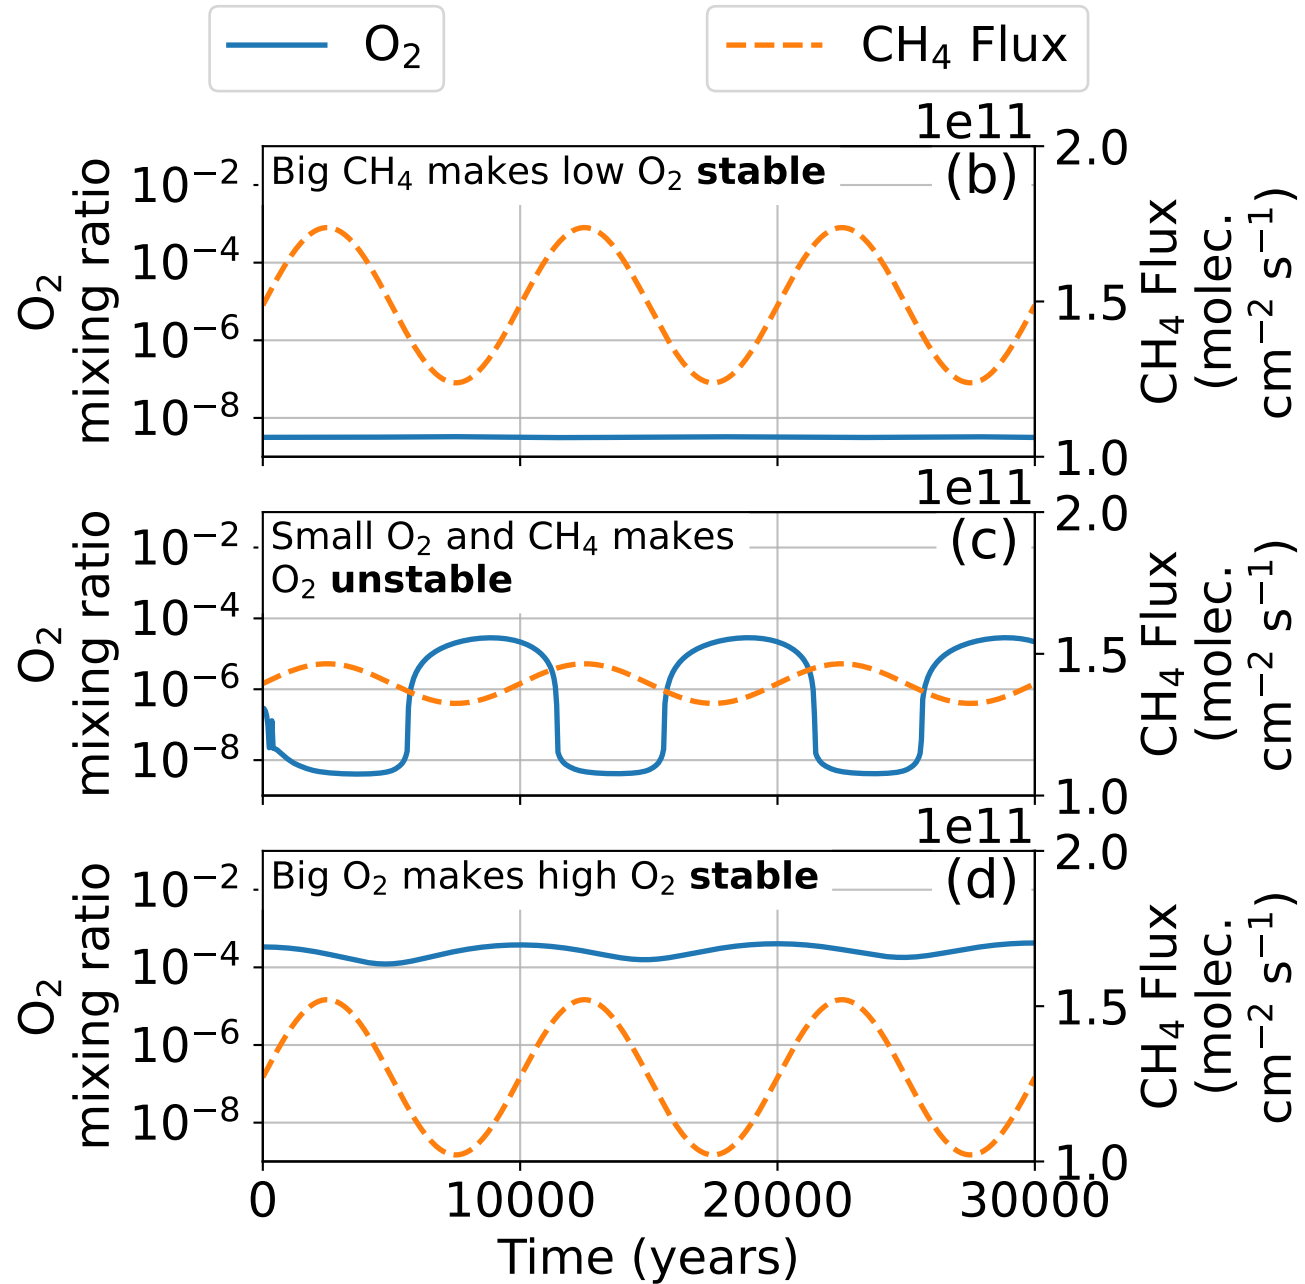 O₂
CH₄ Flux
1e11
Big CH₄ makes low O₂ stable
(b)
10⁻²
10⁻⁴
10⁻⁶
10⁻⁸
O₂
mixing ratio
2.0
1.5
1.0
CH₄ Flux
(molec.
cm⁻² s⁻¹)
1e11
Small O₂ and CH₄ makes
O₂ unstable
(c)
10⁻²
10⁻⁴
10⁻⁶
10⁻⁸
O₂
mixing ratio
2.0
1.5
1.0
CH₄ Flux
(molec.
cm⁻² s⁻¹)
1e11
Big O₂ makes high O₂ stable
(d)
10⁻²
10⁻⁴
10⁻⁶
10⁻⁸
O₂
mixing ratio
2.0
1.5
1.0
CH₄ Flux
(molec.
cm⁻² s⁻¹)
0 10000 20000 30000
Time (years)